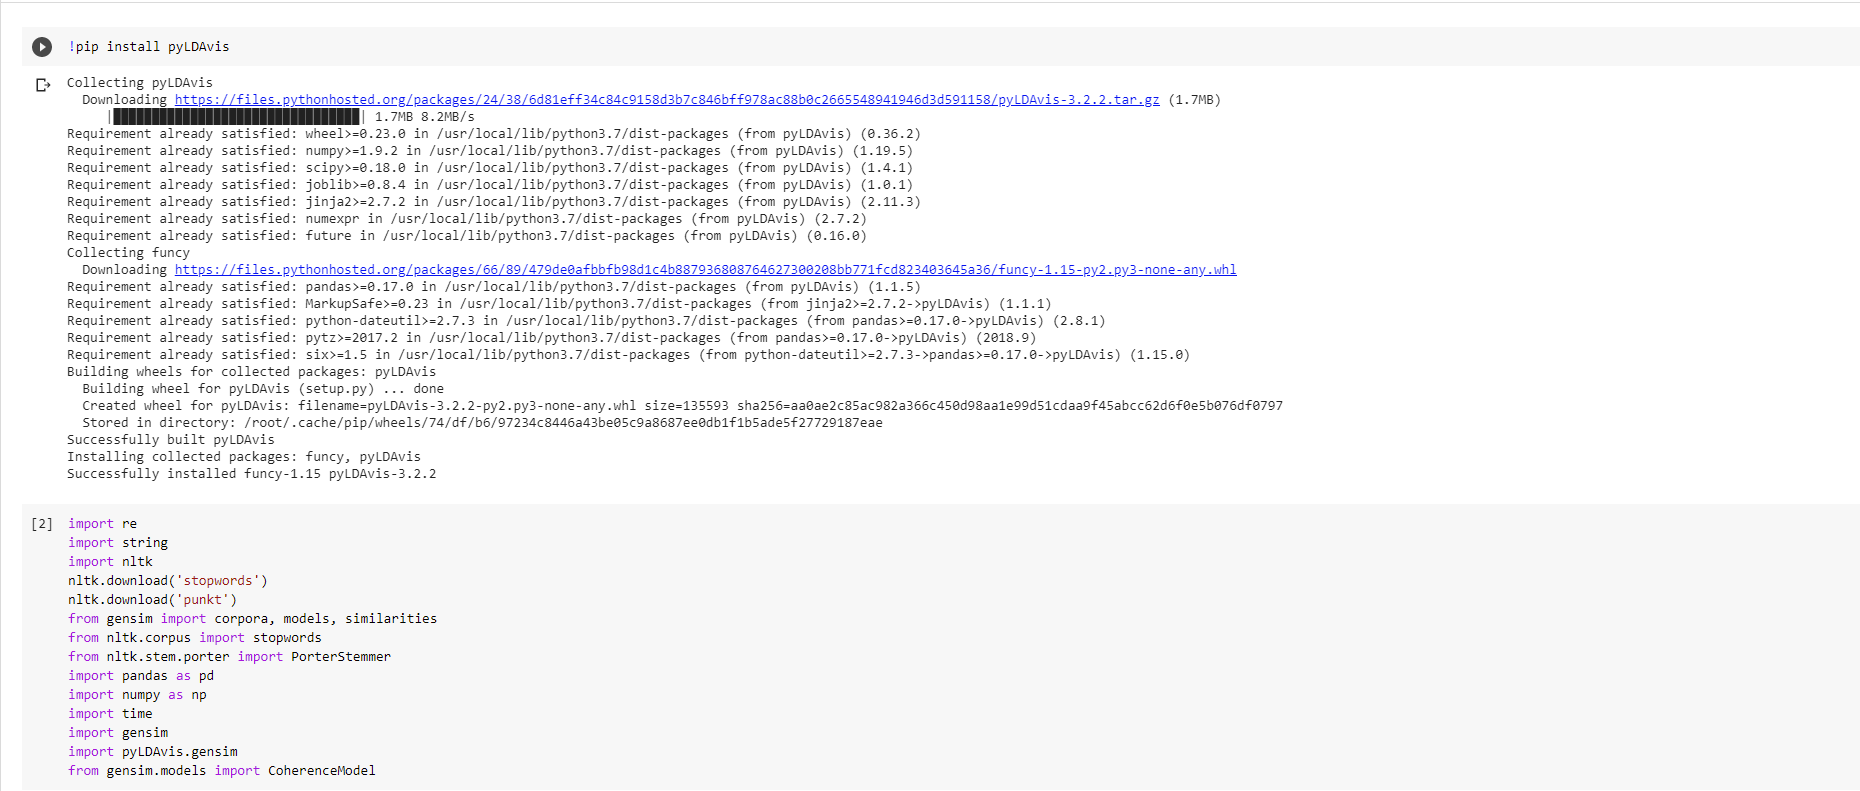 !pip install pyLDAvis
Collecting pyLDAvis
Downloading https://files.pythonhosted.org/packages/24/38/6d81eff34c84c9158d3b7c846bff978ac88b0c2665548941946d3d591158/pyLDAvis-3.2.2.tar.gz (1.7MB)
|████████████████████████████████| 1.7MB 8.2MB/s
Requirement already satisfied: wheel>=0.23.0 in /usr/local/lib/python3.7/dist-packages (from pyLDAvis) (0.36.2)
Requirement already satisfied: numpy>=1.9.2 in /usr/local/lib/python3.7/dist-packages (from pyLDAvis) (1.19.5)
Requirement already satisfied: scipy>=0.18.0 in /usr/local/lib/python3.7/dist-packages (from pyLDAvis) (1.4.1)
Requirement already satisfied: joblib>=0.8.4 in /usr/local/lib/python3.7/dist-packages (from pyLDAvis) (1.0.1)
Requirement already satisfied: jinja2>=2.7.2 in /usr/local/lib/python3.7/dist-packages (from pyLDAvis) (2.11.3)
Requirement already satisfied: numexpr in /usr/local/lib/python3.7/dist-packages (from pyLDAvis) (2.7.2)
Requirement already satisfied: future in /usr/local/lib/python3.7/dist-packages (from pyLDAvis) (0.16.0)
Collecting funcy
Downloading https://files.pythonhosted.org/packages/66/89/479de0afbbfb98d1c4b887936808764627300208bb771fcd823403645a36/funcy-1.15-py2.py3-none-any.whl
Requirement already satisfied: pandas>=0.17.0 in /usr/local/lib/python3.7/dist-packages (from pyLDAvis) (1.1.5)
Requirement already satisfied: MarkupSafe>=0.23 in /usr/local/lib/python3.7/dist-packages (from jinja2>=2.7.2->pyLDAvis) (1.1.1)
Requirement already satisfied: python-dateutil>=2.7.3 in /usr/local/lib/python3.7/dist-packages (from pandas>=0.17.0->pyLDAvis) (2.8.1)
Requirement already satisfied: pytz>=2017.2 in /usr/local/lib/python3.7/dist-packages (from pandas>=0.17.0->pyLDAvis) (2018.9)
Requirement already satisfied: six>=1.5 in /usr/local/lib/python3.7/dist-packages (from python-dateutil>=2.7.3->pandas>=0.17.0->pyLDAvis) (1.15.0)
Building wheels for collected packages: pyLDAvis
Building wheel for pyLDAvis (setup.py) ... done
Created wheel for pyLDAvis: filename=pyLDAvis-3.2.2-py2.py3-none-any.whl size=135593 sha256=aa0ae2c85ac982a366c450d98aa1e99d51cdaa9f45abcc62d6f0e5b076df0797
Stored in directory: /root/.cache/pip/wheels/74/df/b6/97234c8446a43be05c9a8687ee0db1f1b5ade5f27729187eae
Successfully built pyLDAvis
Installing collected packages: funcy, pyLDAvis
Successfully installed funcy-1.15 pyLDAvis-3.2.2
[2] import re
import string
import nltk
nltk.download('stopwords')
nltk.download('punkt')
from gensim import corpora, models, similarities
from nltk.corpus import stopwords
from nltk.stem.porter import PorterStemmer
import pandas as pd
import numpy as np
import time
import gensim
import pyLDAvis.gensim
from gensim.models import CoherenceModel